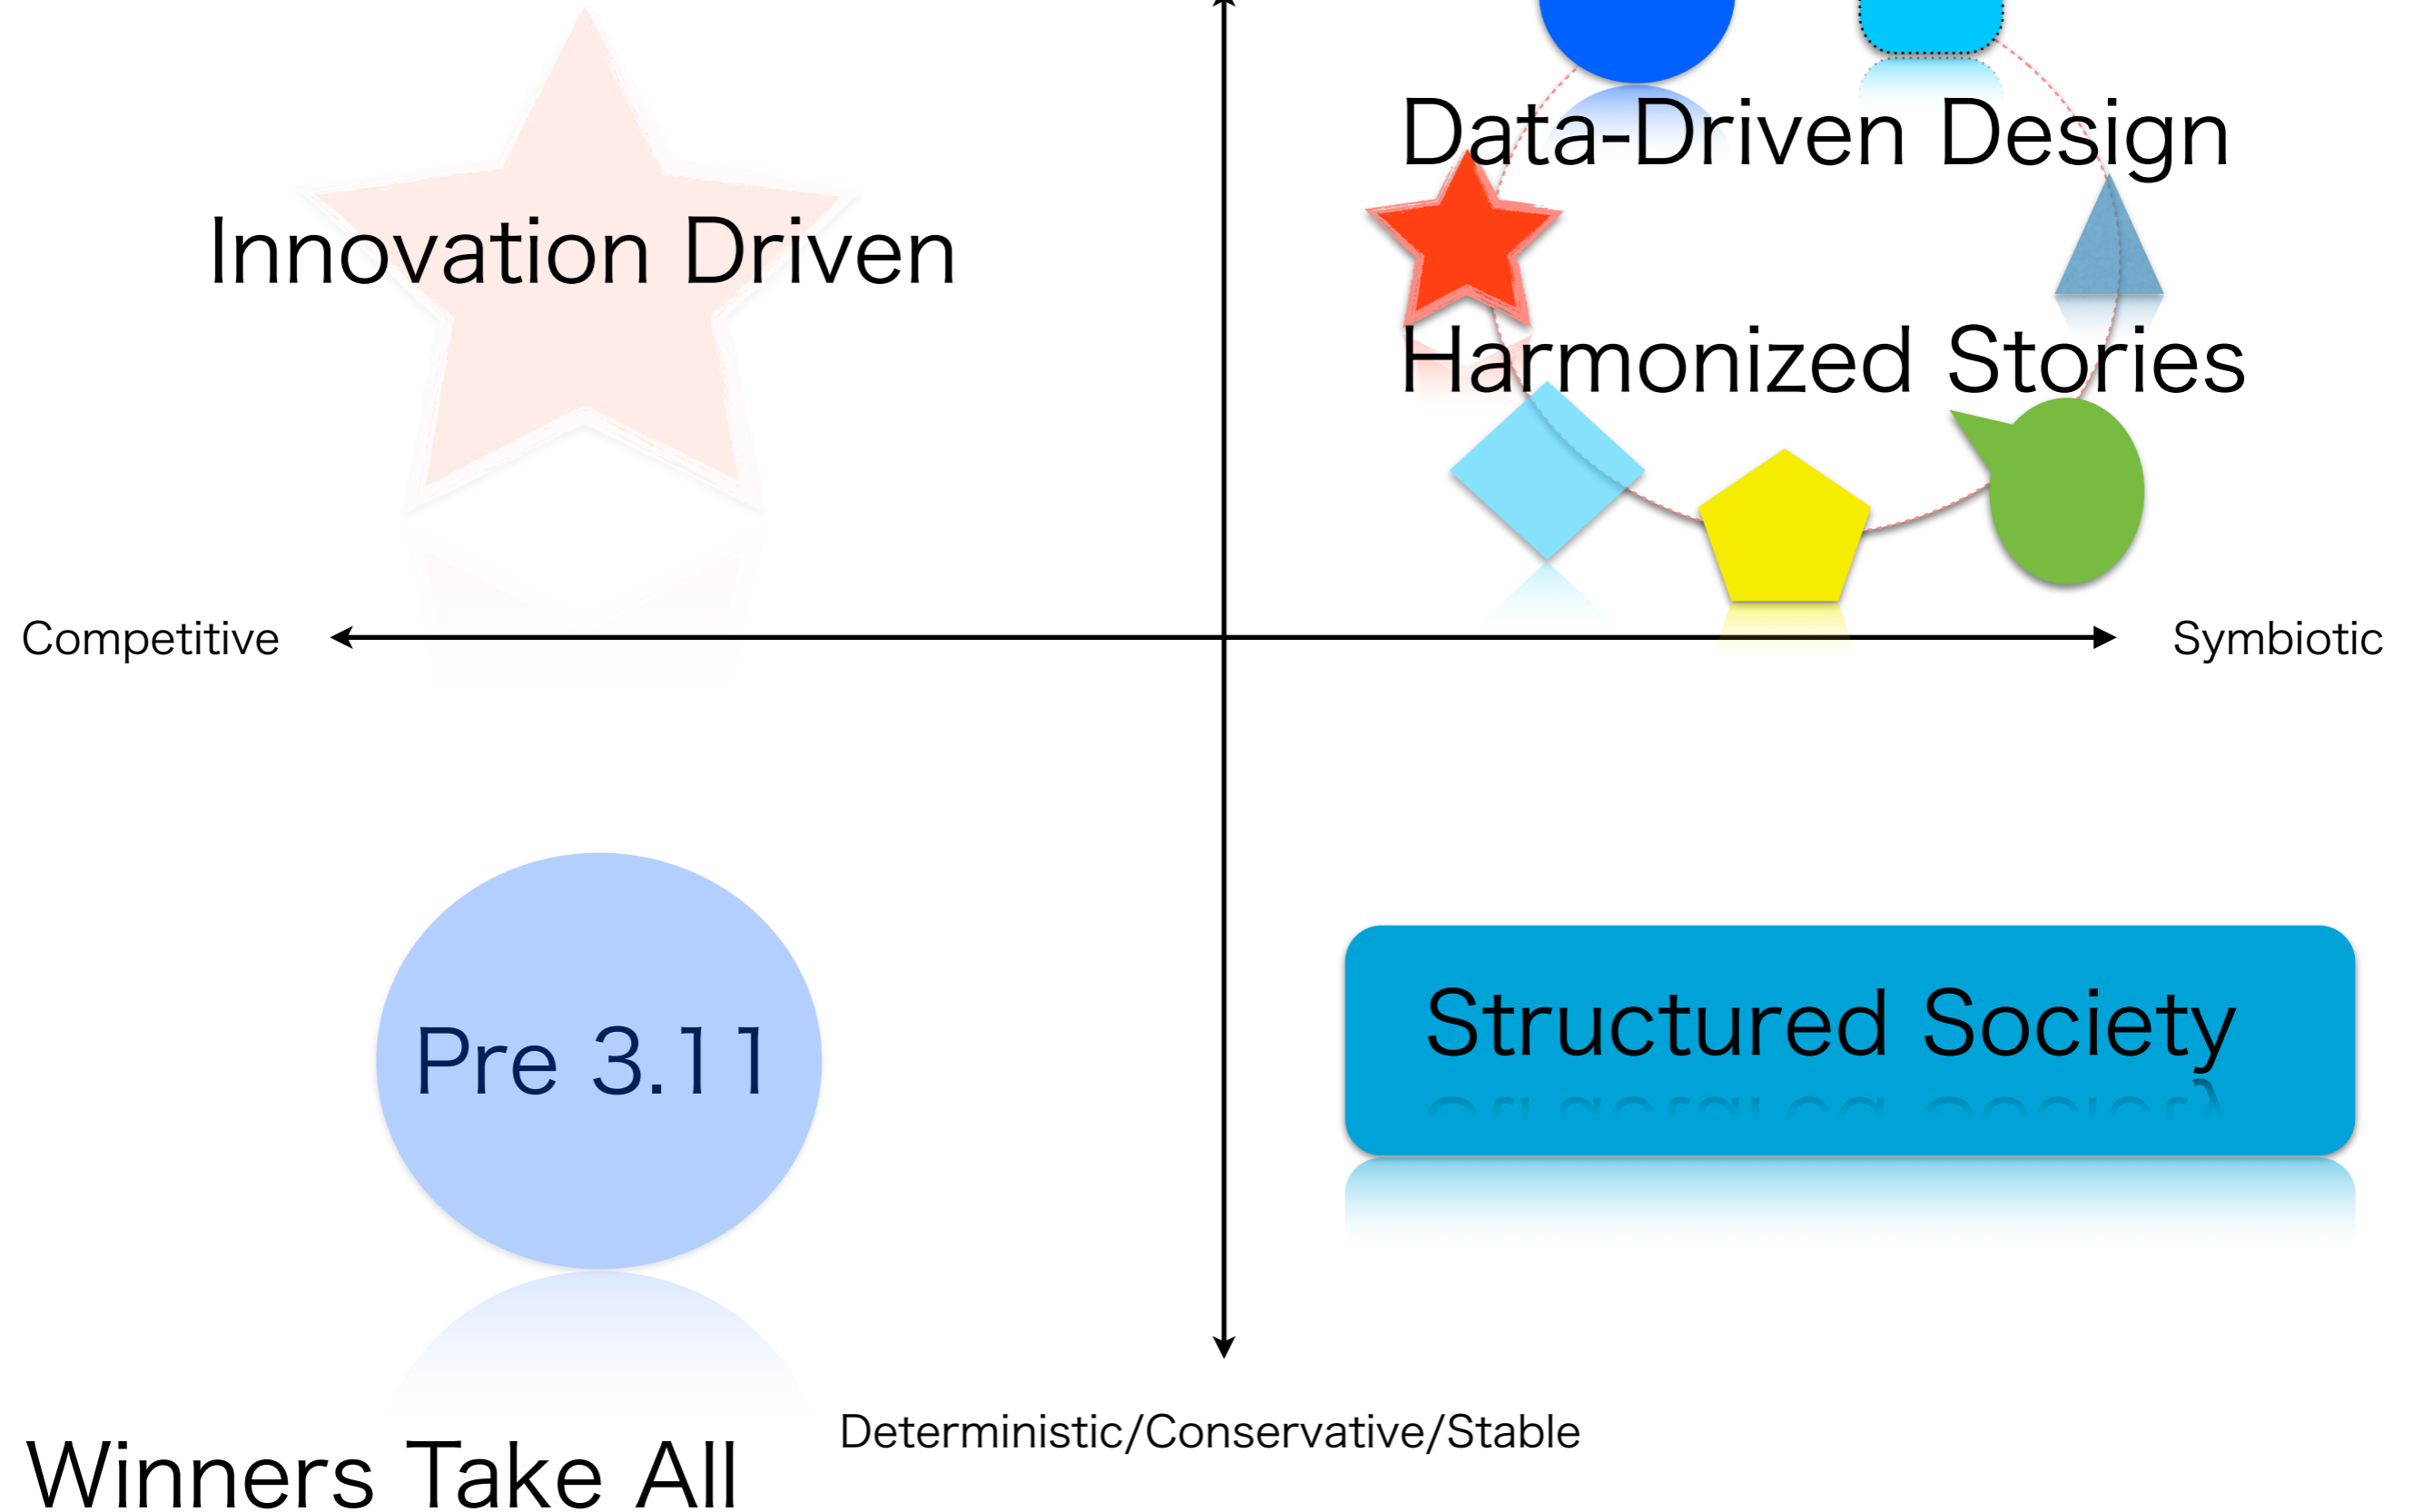 Data-Driven Design
Innovation Driven
Harmonized Stories
Competitive
Symbiotic
Structured Society
Pre 3.11
Deterministic/Conservative/Stable
Winners Take All